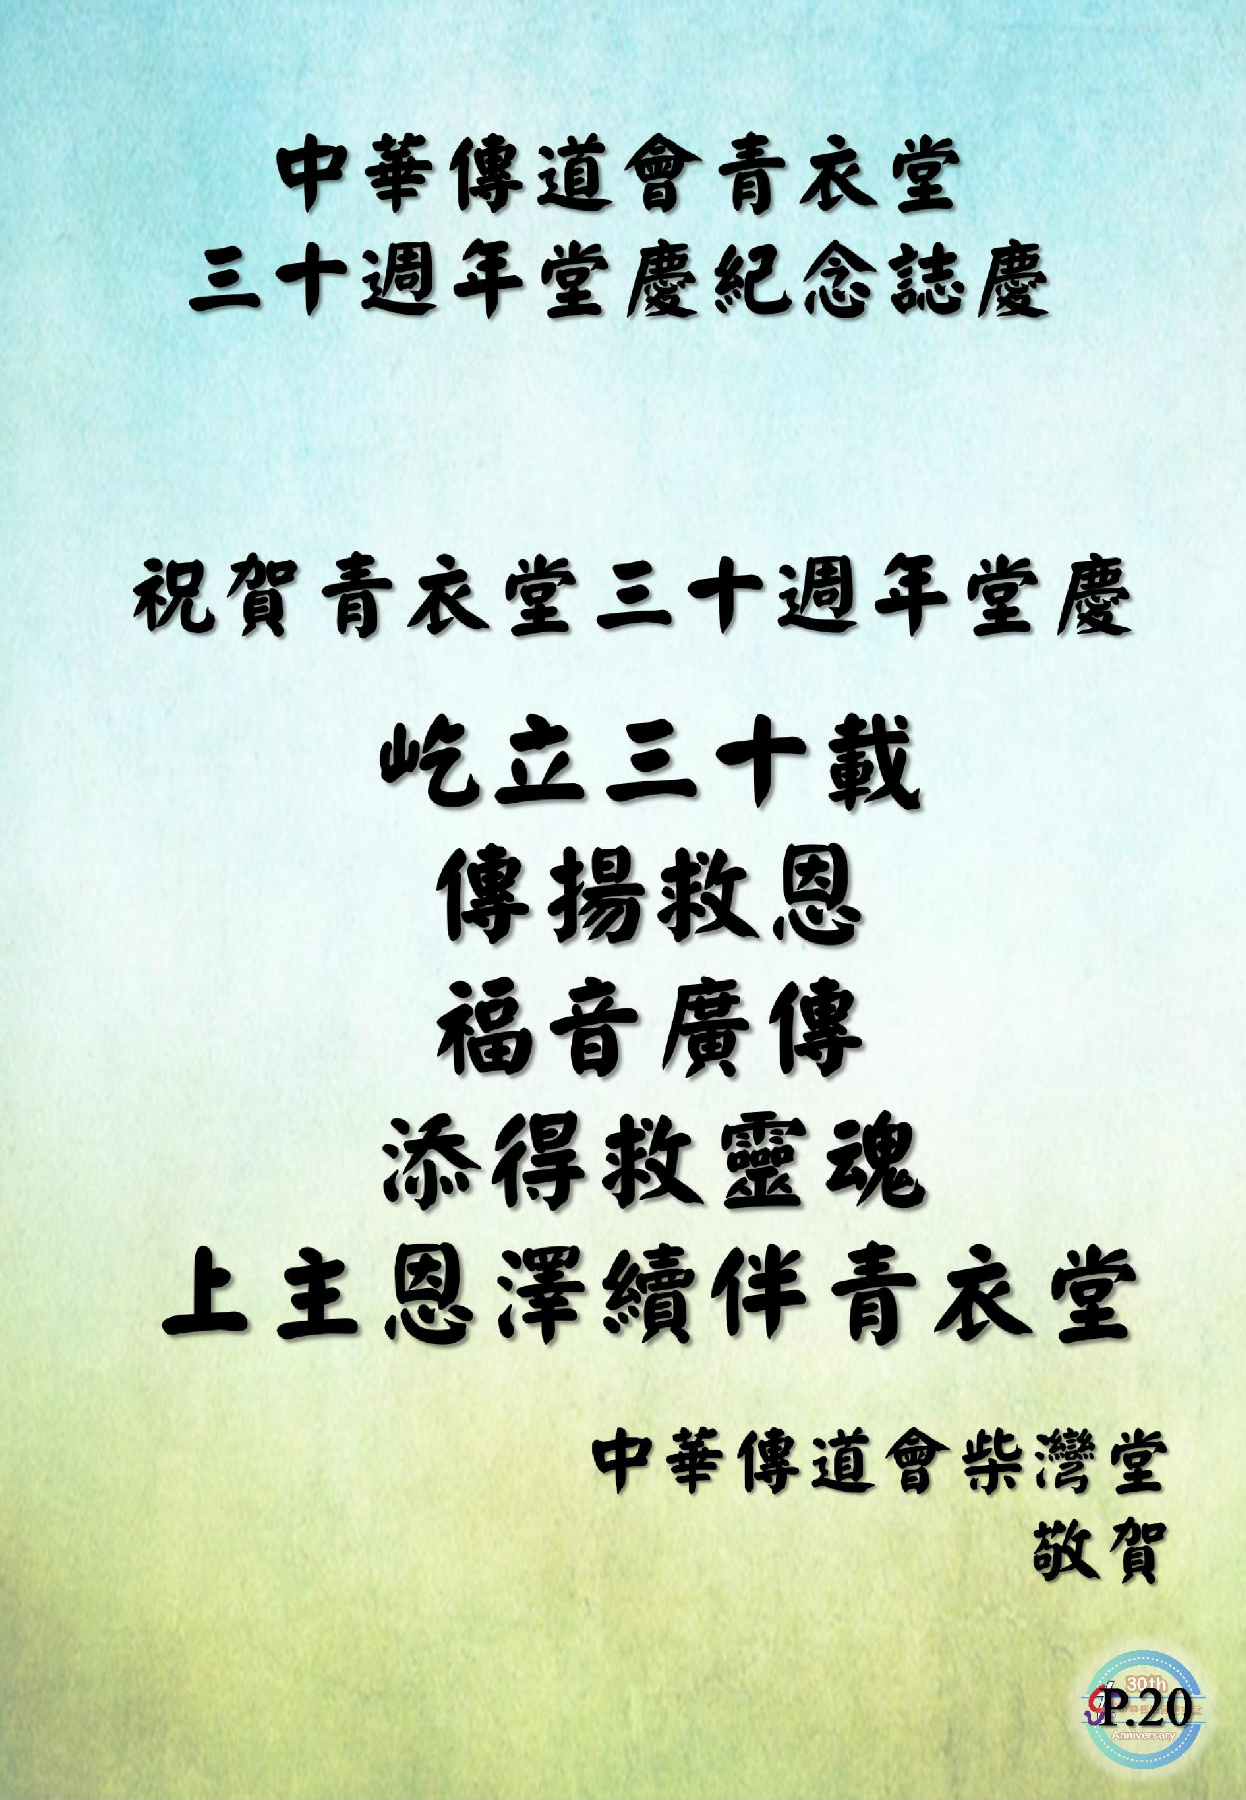 中華傳道會青衣堂
三十週年堂慶紀念誌慶
祝賀青衣堂三十週年堂慶
屹立三十載
傳揚救恩
福音廣傳
添得救靈魂
上主恩澤續伴青衣堂
中華傳道會柴灣堂
敬賀
30th
P.20
Anniversary